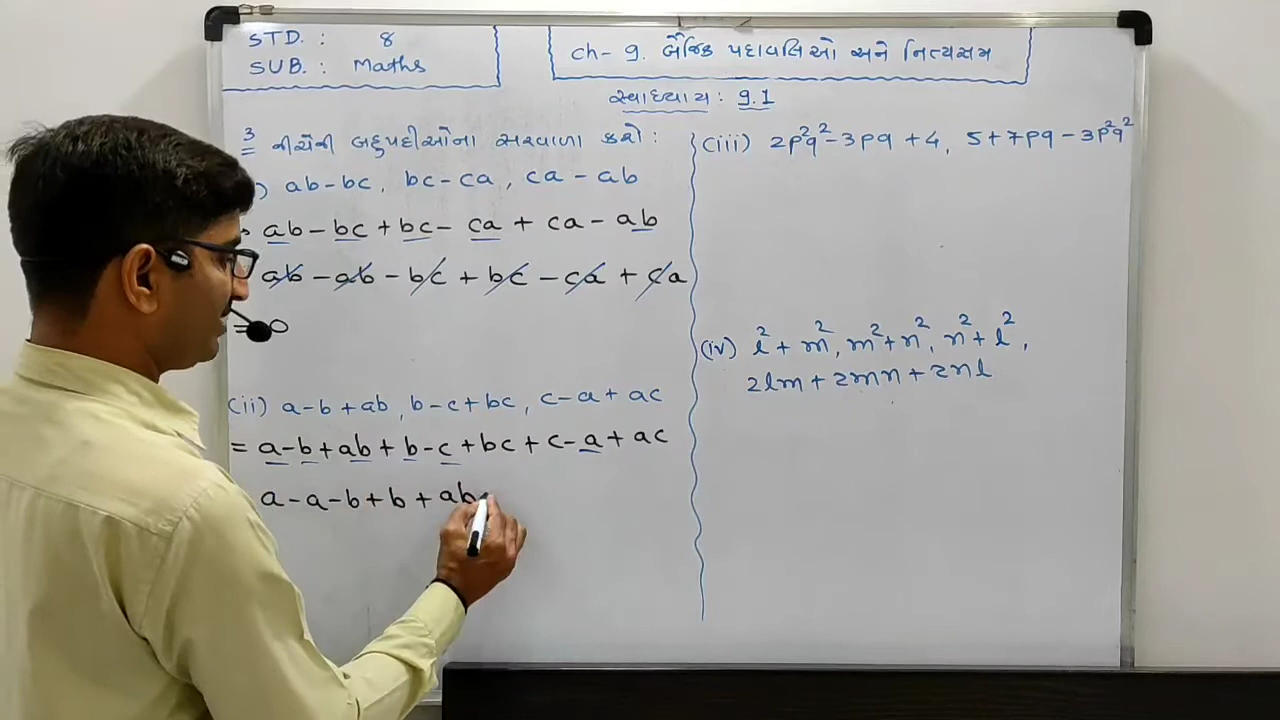 STD. : 8
SUB. : Maths
ch- 9. બૈજિક પદાવલિઓ અને નિત્યસમ
સ્વાધ્યાય : 9.1
3 નીચેની બહુપદીઓના સરવાળા કરો :
) ab-bc, bc-ca, ca-ab
ab-bc+bc-ca+ca-ab
ab-ab-bc+bc-ca+ca
=0
(ii) a-b+ab, b-c+bc, c-a+ac
= a-b+ab+b-c+bc+c-a+ac
a-a-b+b+ab
(iii) 2p²q²-3pq+4, 5+7pq-3p²q²
(iv) l²+m², m²+n², n²+l²,
2lm+2mn+2nl